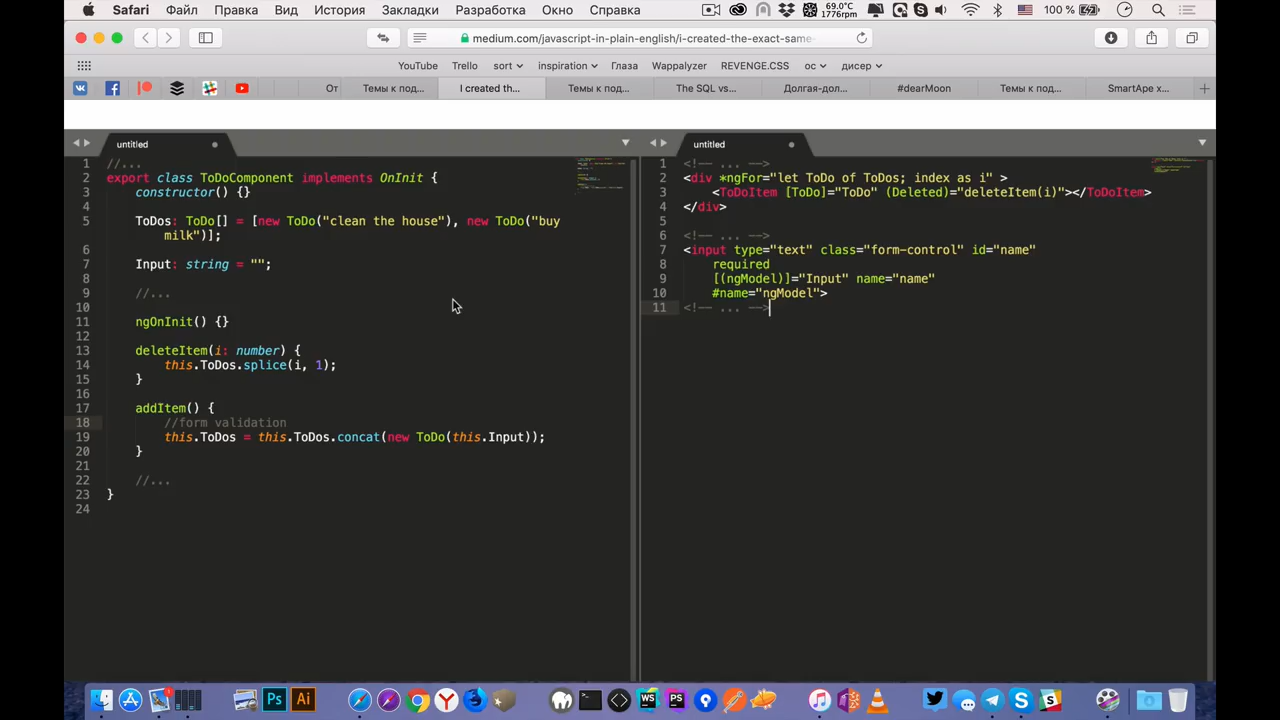 Safari Файл Правка Вид История Закладки Разработка Окно Справка 69.0°C 1776rpm 100 %
medium.com/javascript-in-plain-english/i-created-the-exact-same-
YouTube Trello sort inspiration Глаза Wappalyzer REVENGE.CSS ос дисер
От Темы к под... I created th... Темы к под... The SQL vs... Долгая-дол... #dearMoon Темы к под... SmartApe х...
untitled
1 //...
2 export class ToDoComponent implements OnInit {
3 constructor() {}
4
5 ToDos: ToDo[] = [new ToDo("clean the house"), new ToDo("buy
milk")];
6
7 Input: string = "";
8
9 //...
10
11 ngOnInit() {}
12
13 deleteItem(i: number) {
14 this.ToDos.splice(i, 1);
15 }
16
17 addItem() {
18 //form validation
19 this.ToDos = this.ToDos.concat(new ToDo(this.Input));
20 }
21
22 //...
23 }
24
untitled
1 <!-- ... -->
2 <div *ngFor="let ToDo of ToDos; index as i" >
3 <ToDoItem [ToDo]="ToDo" (Deleted)="deleteItem(i)"></ToDoItem>
4 </div>
5
6 <!-- ... -->
7 <input type="text" class="form-control" id="name"
8 required
9 [(ngModel)]="Input" name="name"
10 #name="ngModel">
11 <!-- ... -->
Ps Ai WS PS